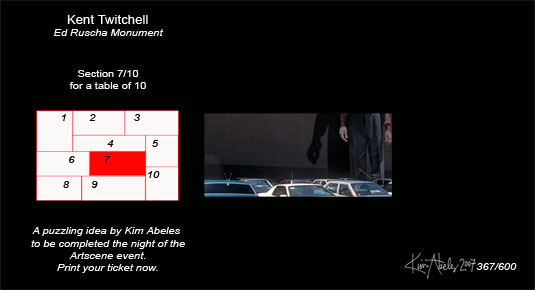 Kent Twitchell
Ed Ruscha Monument
Section 7/10
for a table of 10
1 2 3
4 5
6 7
8 9 10
A puzzling idea by Kim Abeles
to be completed the night of the
Artscene event.
Print your ticket now.
Kim Abeles 2007 367/600